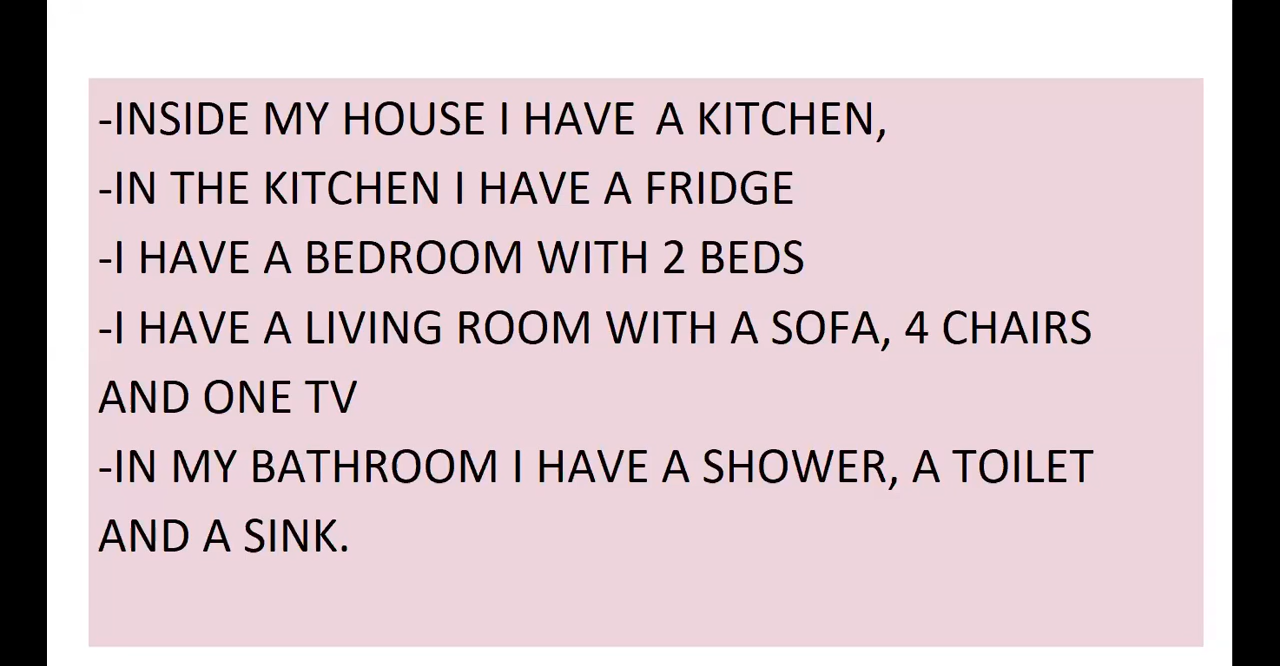 -INSIDE MY HOUSE I HAVE  A KITCHEN,
-IN THE KITCHEN I HAVE A FRIDGE
-I HAVE A BEDROOM WITH 2 BEDS
-I HAVE A LIVING ROOM WITH A SOFA, 4 CHAIRS
AND ONE TV
-IN MY BATHROOM I HAVE A SHOWER, A TOILET
AND A SINK.